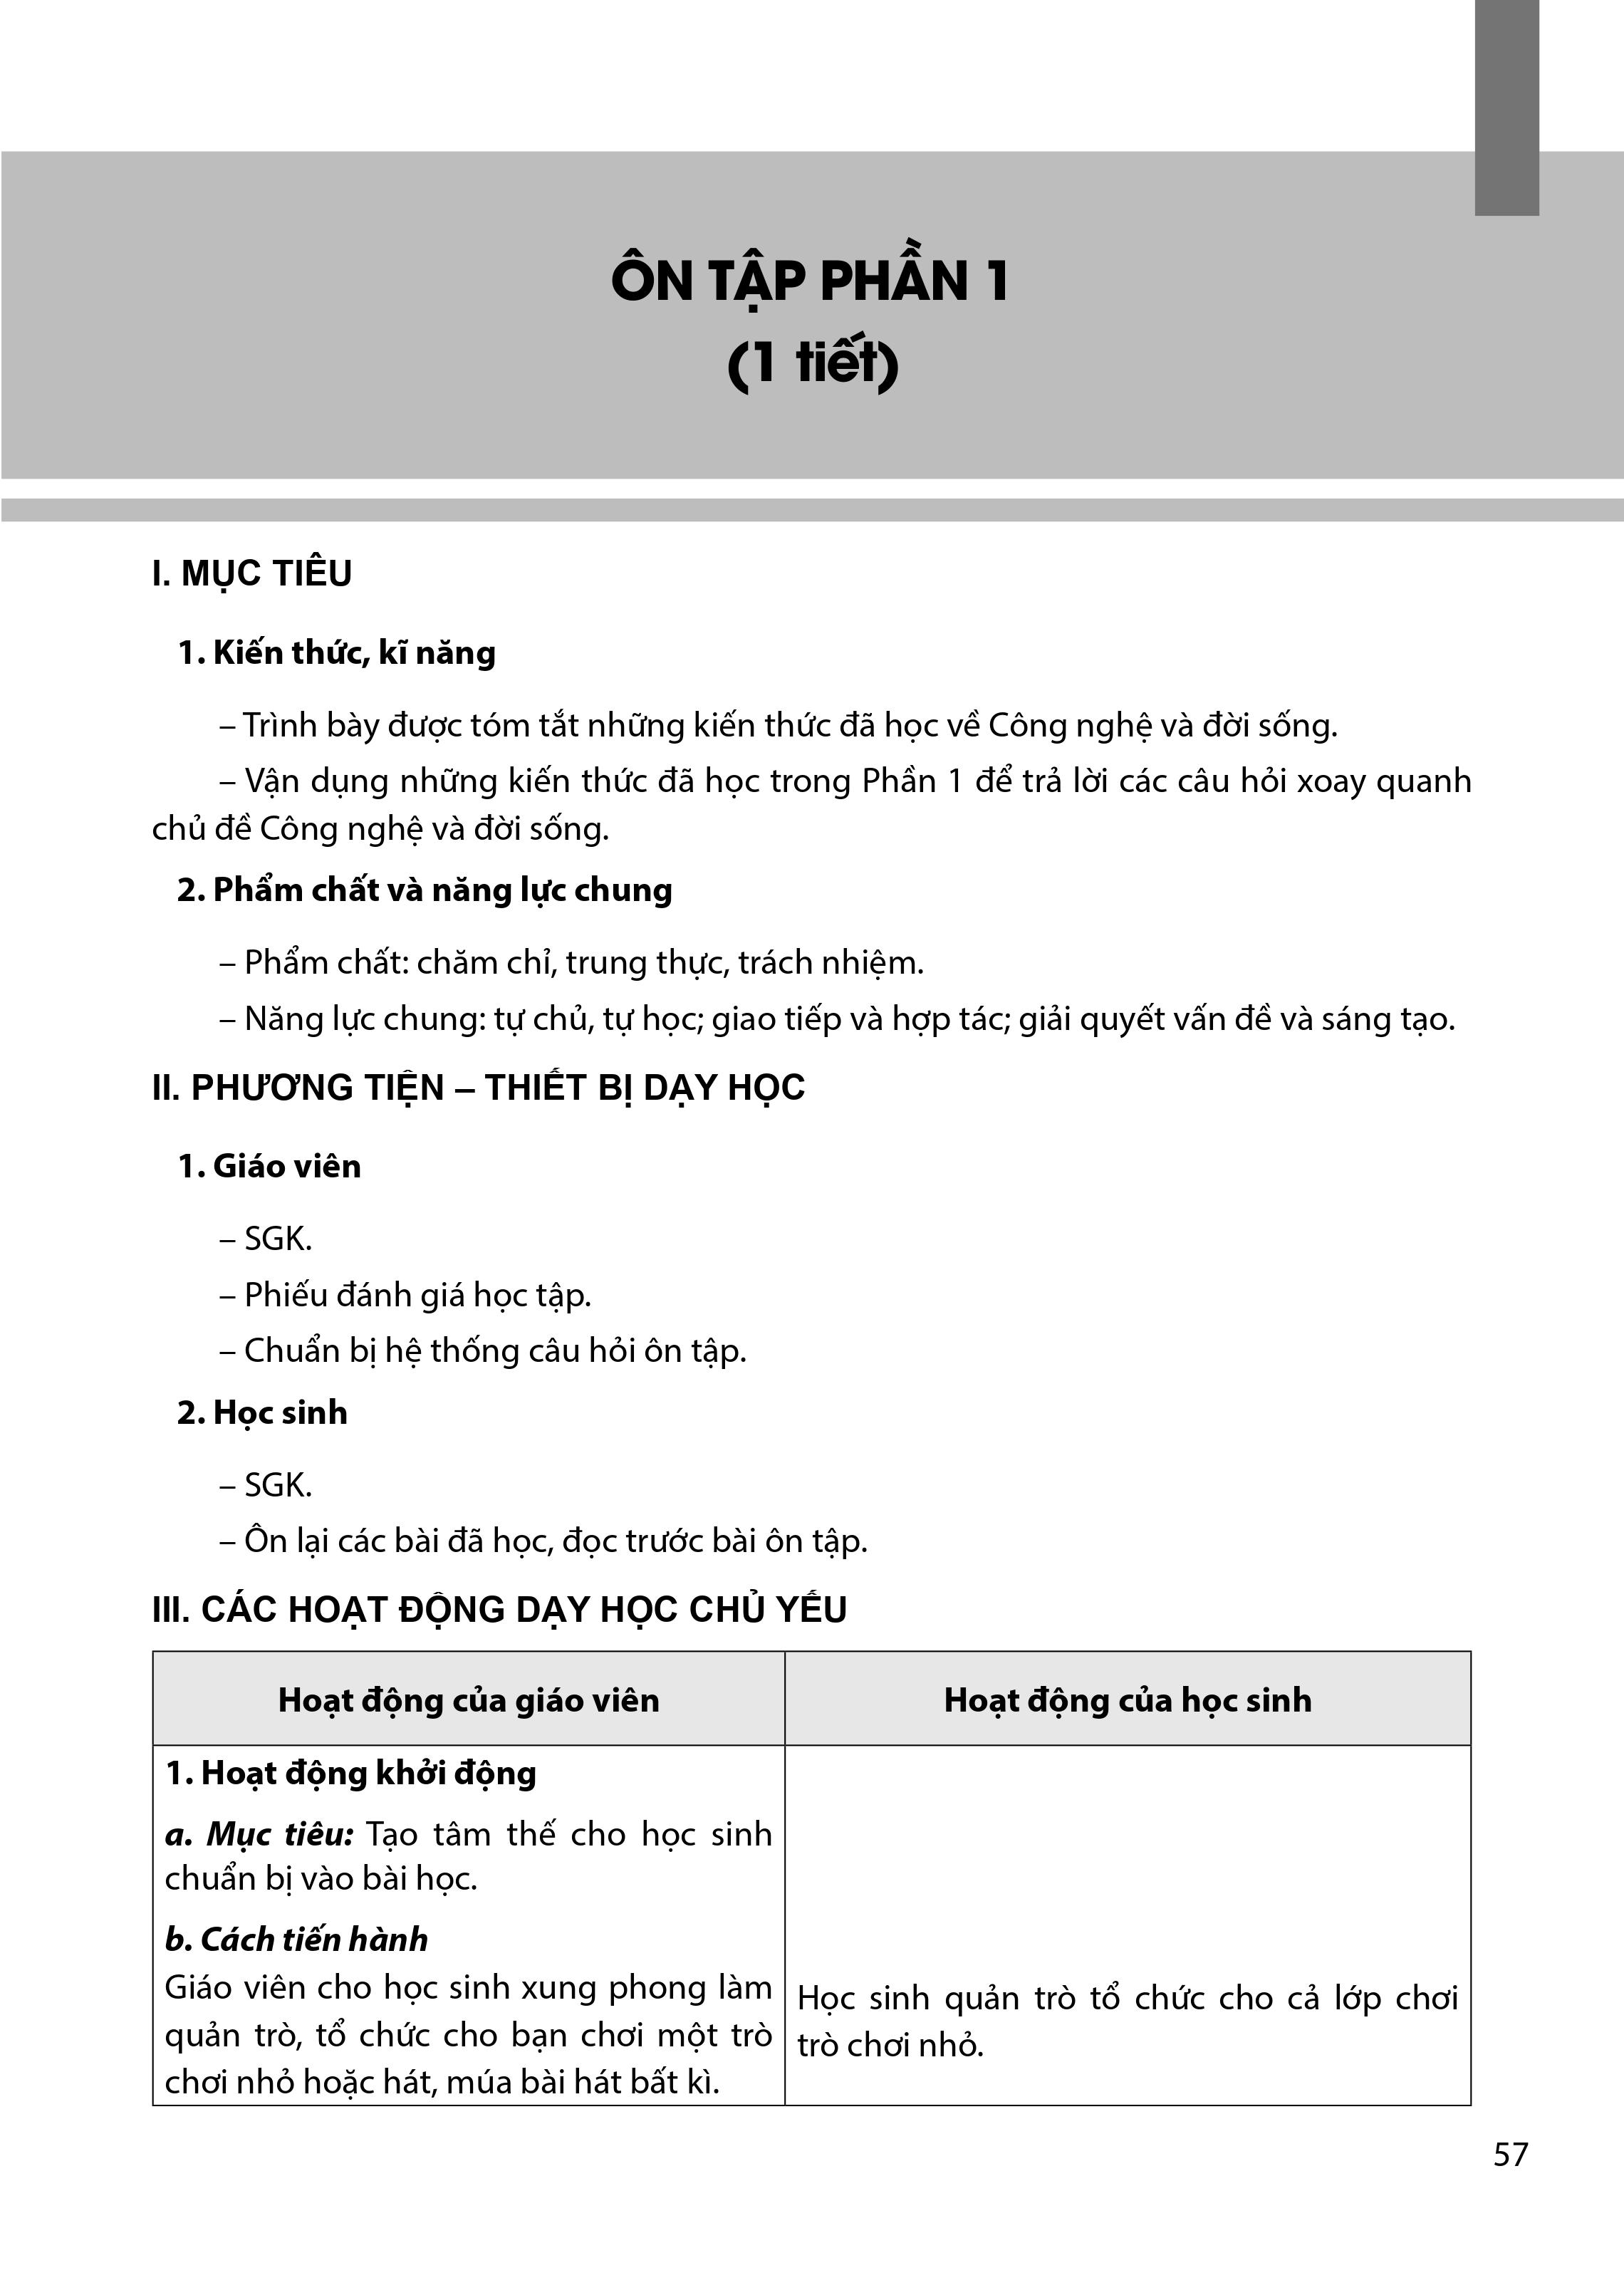 ÔN TẬP PHẦN 1
(1 tiết)
I. MỤC TIÊU
1. Kiến thức, kĩ năng
– Trình bày được tóm tắt những kiến thức đã học về Công nghệ và đời sống.
– Vận dụng những kiến thức đã học trong Phần 1 để trả lời các câu hỏi xoay quanh
chủ đề Công nghệ và đời sống.
2. Phẩm chất và năng lực chung
– Phẩm chất: chăm chỉ, trung thực, trách nhiệm.
– Năng lực chung: tự chủ, tự học; giao tiếp và hợp tác; giải quyết vấn đề và sáng tạo.
II. PHƯƠNG TIỆN – THIẾT BỊ DẠY HỌC
1. Giáo viên
– SGK.
– Phiếu đánh giá học tập.
– Chuẩn bị hệ thống câu hỏi ôn tập.
2. Học sinh
– SGK.
– Ôn lại các bài đã học, đọc trước bài ôn tập.
III. CÁC HOẠT ĐỘNG DẠY HỌC CHỦ YẾU
Hoạt động của giáo viên
Hoạt động của học sinh
1. Hoạt động khởi động
a. Mục tiêu: Tạo tâm thế cho học sinh
chuẩn bị vào bài học.
b. Cách tiến hành
Giáo viên cho học sinh xung phong làm
quản trò, tổ chức cho bạn chơi một trò
chơi nhỏ hoặc hát, múa bài hát bất kì.
Học sinh quản trò tổ chức cho cả lớp chơi
trò chơi nhỏ.
57